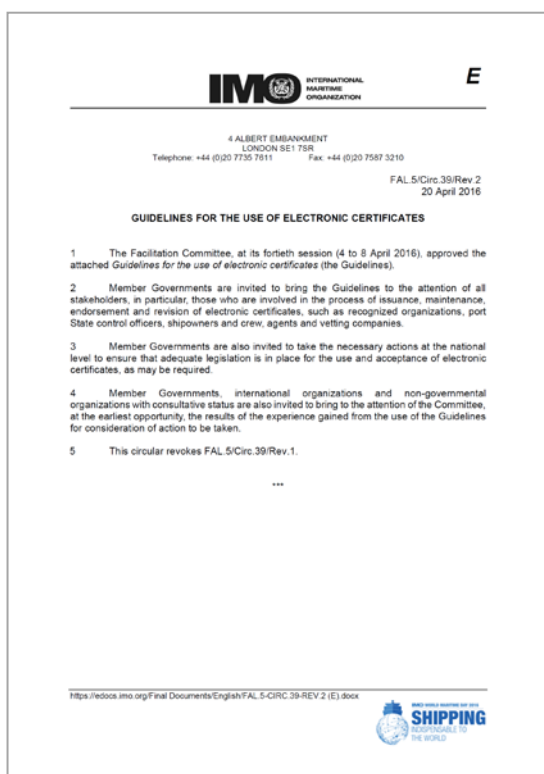 IMO
INTERNATIONAL
MARITIME
ORGANIZATION
E
4 ALBERT EMBANKMENT
LONDON SE1 7SR
Telephone: +44 (0)20 7735 7611 Fax: +44 (0)20 7587 3210
FAL.5/Circ.39/Rev.2
20 April 2016
GUIDELINES FOR THE USE OF ELECTRONIC CERTIFICATES
1 The Facilitation Committee, at its fortieth session (4 to 8 April 2016), approved the
attached Guidelines for the use of electronic certificates (the Guidelines).
2 Member Governments are invited to bring the Guidelines to the attention of all
stakeholders, in particular, those who are involved in the process of issuance, maintenance,
endorsement and revision of electronic certificates, such as recognized organizations, port
State control officers, shipowners and crew, agents and vetting companies.
3 Member Governments are also invited to take the necessary actions at the national
level to ensure that adequate legislation is in place for the use and acceptance of electronic
certificates, as may be required.
4 Member Governments, international organizations and non-governmental
organizations with consultative status are also invited to bring to the attention of the Committee,
at the earliest opportunity, the results of the experience gained from the use of the Guidelines
for consideration of action to be taken.
5 This circular revokes FAL.5/Circ.39/Rev.1.
***
https://edocs.imo.org/Final Documents/English/FAL.5-CIRC.39-REV.2 (E).docx
IMO WORLD MARITIME DAY 2016
SHIPPING
INDISPENSABLE TO
THE WORLD